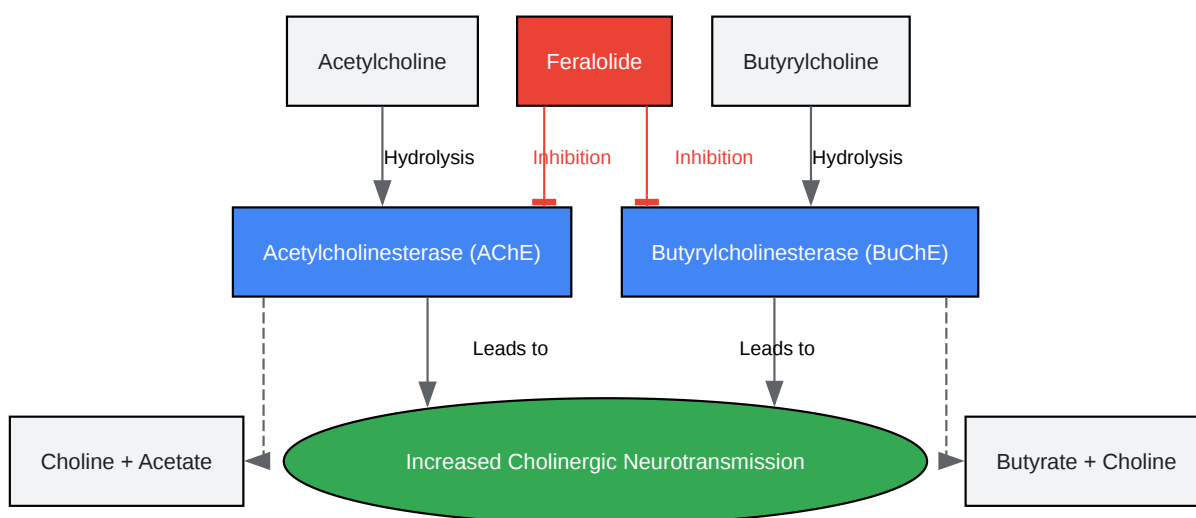 Acetylcholine
Feralolide
Butyrylcholine
Hydrolysis
Inhibition
Inhibition
Hydrolysis
Acetylcholinesterase (AChE)
Butyrylcholinesterase (BuChE)
Leads to
Leads to
Choline + Acetate
Increased Cholinergic Neurotransmission
Butyrate + Choline